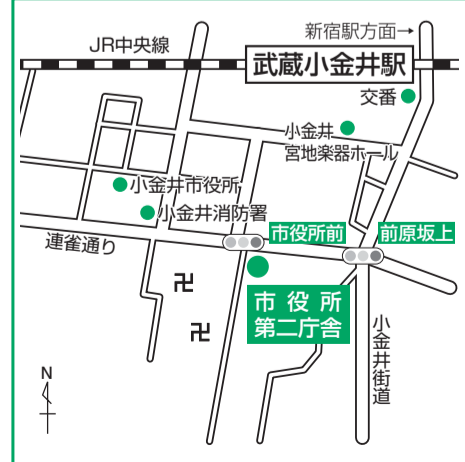 新宿駅方面→
JR中央線
武蔵小金井駅
交番
小金井
宮地楽器ホール
小金井市役所
小金井消防署
連雀通り
市役所前
前原坂上
市役所
第二庁舎
小金井街道
卍
卍
N